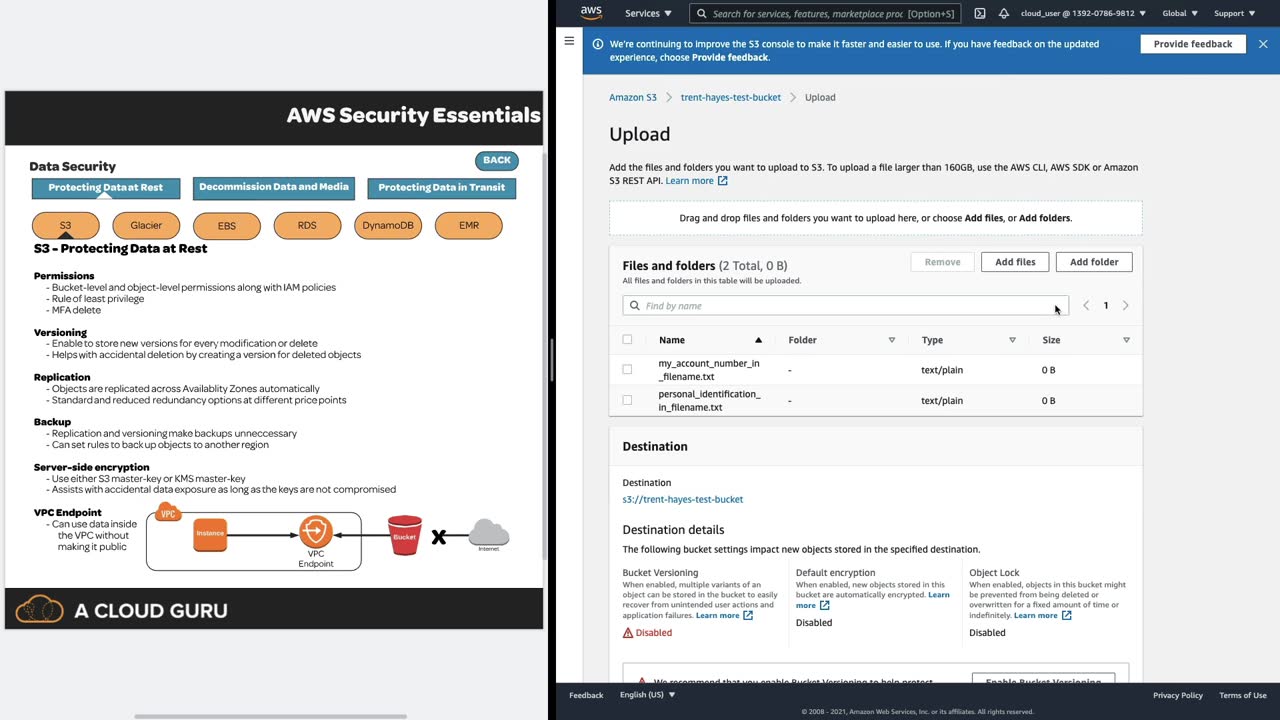 AWS Security Essentials
Data Security
BACK
Protecting Data at Rest
Decommission Data and Media
Protecting Data in Transit
S3
Glacier
EBS
RDS
DynamoDB
EMR
S3 - Protecting Data at Rest
Permissions
- Bucket-level and object-level permissions along with IAM policies
- Rule of least privilege
- MFA delete
Versioning
- Enable to store new versions for every modification or delete
- Helps with accidental deletion by creating a version for deleted objects
Replication
- Objects are replicated across Availablity Zones automatically
- Standard and reduced redundancy options at different price points
Backup
- Replication and versioning make backups unneccessary
- Can set rules to back up objects to another region
Server-side encryption
- Use either S3 master-key or KMS master-key
- Assists with accidental data exposure as long as the keys are not compromised
VPC Endpoint
- Can use data inside
the VPC without
making it public
VPC
Instance
VPC
Endpoint
Bucket
X
Internet
A CLOUD GURU
aws
Services ▼
Search for services, features, marketplace proc
[Option+S]
cloud_user @ 1392-0786-9812 ▼
Global ▼
Support ▼
We're continuing to improve the S3 console to make it faster and easier to use. If you have feedback on the updated
experience, choose Provide feedback.
Provide feedback
Amazon S3 > trent-hayes-test-bucket > Upload
Upload
Add the files and folders you want to upload to S3. To upload a file larger than 160GB, use the AWS CLI, AWS SDK or Amazon
S3 REST API. Learn more
Drag and drop files and folders you want to upload here, or choose Add files, or Add folders.
Files and folders (2 Total, 0 B)
All files and folders in this table will be uploaded.
Remove
Add files
Add folder
Find by name
1
Name
Folder
Type
Size
my_account_number_in
_filename.txt
-
text/plain
0 B
personal_identification_
in_filename.txt
-
text/plain
0 B
Destination
Destination
s3://trent-hayes-test-bucket
Destination details
The following bucket settings impact new objects stored in the specified destination.
Bucket Versioning
When enabled, multiple variants of an
object can be stored in the bucket to easily
recover from unintended user actions and
application failures. Learn more
Disabled
Default encryption
When enabled, new objects stored in this
bucket are automatically encrypted. Learn
more
Disabled
Object Lock
When enabled, objects in this bucket might
be prevented from being deleted or
overwritten for a fixed amount of time or
indefinitely. Learn more
Disabled
We recommend that you enable Bucket Versioning to help protect
Enable Bucket Versioning
Feedback
English (US) ▼
Privacy Policy
Terms of Use
© 2008 - 2021, Amazon Web Services, Inc. or its affiliates. All rights reserved.